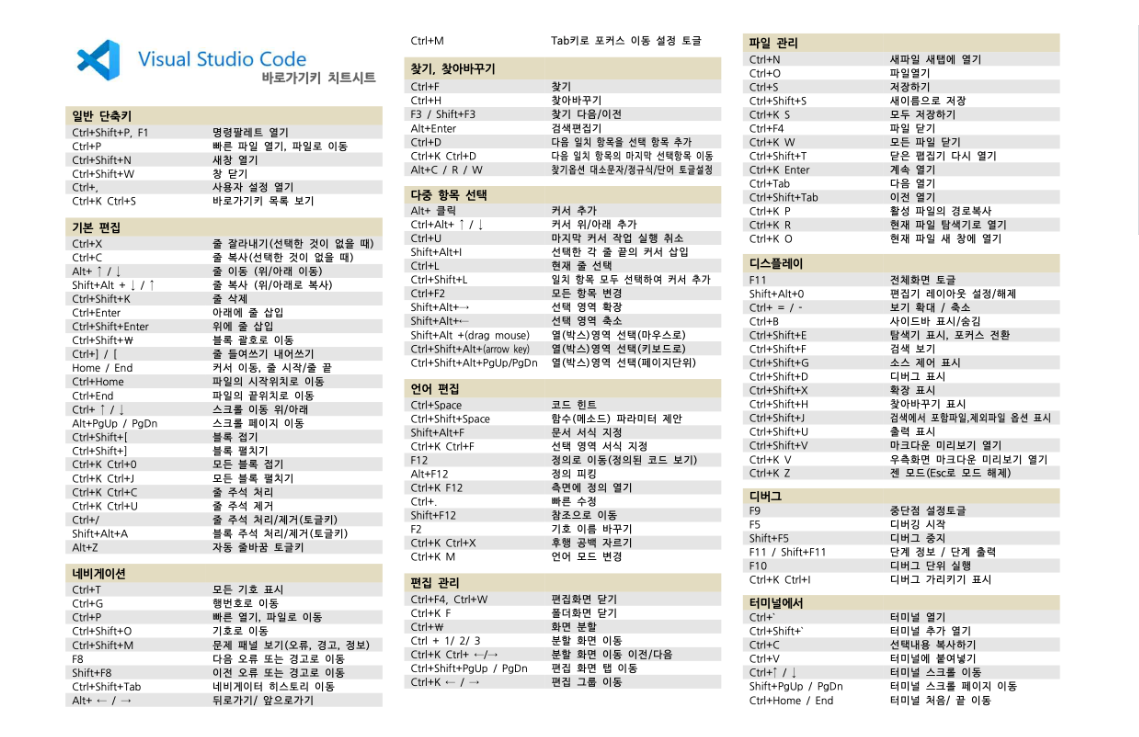 Visual Studio Code
바로가기키 치트시트
일반 단축키
Ctrl+Shift+P, F1 명령팔레트 열기
Ctrl+P 빠른 파일 열기, 파일로 이동
Ctrl+Shift+N 새창 열기
Ctrl+Shift+W 창 닫기
Ctrl+, 사용자 설정 열기
Ctrl+K Ctrl+S 바로가기키 목록 보기
기본 편집
Ctrl+X 줄 잘라내기(선택한 것이 없을 때)
Ctrl+C 줄 복사(선택한 것이 없을 때)
Alt+ ↑ / ↓ 줄 이동 (위/아래 이동)
Shift+Alt + ↓ / ↑ 줄 복사 (위/아래로 복사)
Ctrl+Shift+K 줄 삭제
Ctrl+Enter 아래에 줄 삽입
Ctrl+Shift+Enter 위에 줄 삽입
Ctrl+Shift+₩ 블록 괄호로 이동
Ctrl+] / [ 줄 들여쓰기 내어쓰기
Home / End 커서 이동, 줄 시작/줄 끝
Ctrl+Home 파일의 시작위치로 이동
Ctrl+End 파일의 끝위치로 이동
Ctrl+ ↑ / ↓ 스크롤 이동 위/아래
Alt+PgUp / PgDn 스크롤 페이지 이동
Ctrl+Shift+[ 블록 접기
Ctrl+Shift+] 블록 펼치기
Ctrl+K Ctrl+0 모든 블록 접기
Ctrl+K Ctrl+J 모든 블록 펼치기
Ctrl+K Ctrl+C 줄 주석 처리
Ctrl+K Ctrl+U 줄 주석 제거
Ctrl+/ 줄 주석 처리/제거(토글키)
Shift+Alt+A 블록 주석 처리/제거(토글키)
Alt+Z 자동 줄바꿈 토글키
네비게이션
Ctrl+T 모든 기호 표시
Ctrl+G 행번호로 이동
Ctrl+P 빠른 열기, 파일로 이동
Ctrl+Shift+O 기호로 이동
Ctrl+Shift+M 문제 패널 보기(오류, 경고, 정보)
F8 다음 오류 또는 경고로 이동
Shift+F8 이전 오류 또는 경고로 이동
Ctrl+Shift+Tab 네비게이터 히스토리 이동
Alt+ ← / → 뒤로가기/ 앞으로가기
Ctrl+M Tab키로 포커스 이동 설정 토글
찾기, 찾아바꾸기
Ctrl+F 찾기
Ctrl+H 찾아바꾸기
F3 / Shift+F3 찾기 다음/이전
Alt+Enter 검색편집기
Ctrl+D 다음 일치 항목을 선택 항목 추가
Ctrl+K Ctrl+D 다음 일치 항목의 마지막 선택항목 이동
Alt+C / R / W 찾기옵션 대소문자/정규식/단어 토글설정
다중 항목 선택
Alt+ 클릭 커서 추가
Ctrl+Alt+ ↑ / ↓ 커서 위/아래 추가
Ctrl+U 마지막 커서 작업 실행 취소
Shift+Alt+I 선택한 각 줄 끝의 커서 삽입
Ctrl+L 현재 줄 선택
Ctrl+Shift+L 일치 항목 모두 선택하여 커서 추가
Ctrl+F2 모든 항목 변경
Shift+Alt+→ 선택 영역 확장
Shift+Alt+← 선택 영역 축소
Shift+Alt +(drag mouse) 열(박스)영역 선택(마우스로)
Ctrl+Shift+Alt+(arrow key) 열(박스)영역 선택(키보드로)
Ctrl+Shift+Alt+PgUp/PgDn 열(박스)영역 선택(페이지단위)
언어 편집
Ctrl+Space 코드 힌트
Ctrl+Shift+Space 함수(메소드) 파라미터 제안
Shift+Alt+F 문서 서식 지정
Ctrl+K Ctrl+F 선택 영역 서식 지정
F12 정의로 이동(정의된 코드 보기)
Alt+F12 정의 피킹
Ctrl+K F12 측면에 정의 열기
Ctrl+. 빠른 수정
Shift+F12 참조으로 이동
F2 기호 이름 바꾸기
Ctrl+K Ctrl+X 후행 공백 자르기
Ctrl+K M 언어 모드 변경
편집 관리
Ctrl+F4, Ctrl+W 편집화면 닫기
Ctrl+K F 폴더화면 닫기
Ctrl+₩ 화면 분할
Ctrl + 1/ 2/ 3 분할 화면 이동
Ctrl+K Ctrl+ ←/→ 분할 화면 이동 이전/다음
Ctrl+Shift+PgUp / PgDn 편집 화면 탭 이동
Ctrl+K ← / → 편집 그룹 이동
파일 관리
Ctrl+N 새파일 새탭에 열기
Ctrl+O 파일열기
Ctrl+S 저장하기
Ctrl+Shift+S 새이름으로 저장
Ctrl+K S 모두 저장하기
Ctrl+F4 파일 닫기
Ctrl+K W 모든 파일 닫기
Ctrl+Shift+T 닫은 폅집기 다시 열기
Ctrl+K Enter 계속 열기
Ctrl+Tab 다음 열기
Ctrl+Shift+Tab 이전 열기
Ctrl+K P 활성 파일의 경로복사
Ctrl+K R 현재 파일 탐색기로 열기
Ctrl+K O 현재 파일 새 창에 열기
디스플레이
F11 전체화면 토글
Shift+Alt+0 편집기 레이아웃 설정/해제
Ctrl+ = / - 보기 확대 / 축소
Ctrl+B 사이드바 표시/숨김
Ctrl+Shift+E 탐색기 표시, 포커스 전환
Ctrl+Shift+F 검색 보기
Ctrl+Shift+G 소스 제어 표시
Ctrl+Shift+D 디버그 표시
Ctrl+Shift+X 확장 표시
Ctrl+Shift+H 찾아바꾸기 표시
Ctrl+Shift+J 검색에서 포함파일,제외파일 옵션 표시
Ctrl+Shift+U 출력 표시
Ctrl+Shift+V 마크다운 미리보기 열기
Ctrl+K V 우측화면 마크다운 미리보기 열기
Ctrl+K Z 젠 모드(Esc로 모드 해제)
디버그
F9 중단점 설정토글
F5 디버깅 시작
Shift+F5 디버그 중지
F11 / Shift+F11 단계 정보 / 단계 출력
F10 디버그 단위 실행
Ctrl+K Ctrl+I 디버그 가리키기 표시
터미널에서
Ctrl+` 터미널 열기
Ctrl+Shift+` 터미널 추가 열기
Ctrl+C 선택내용 복사하기
Ctrl+V 터미널에 붙여넣기
Ctrl+↑ / ↓ 터미널 스크롤 이동
Shift+PgUp / PgDn 터미널 스크롤 페이지 이동
Ctrl+Home / End 터미널 처음/ 끝 이동